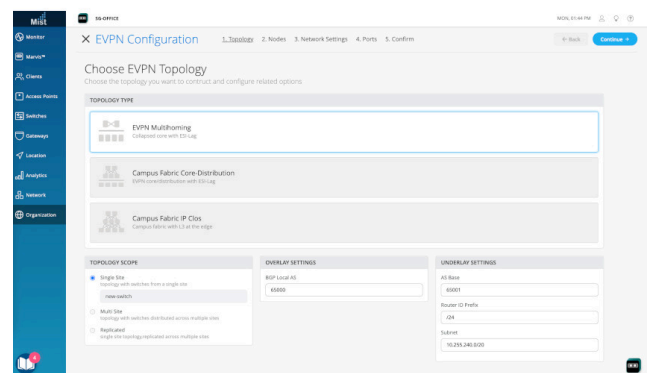 Mist
SG-OFFICE
MON, 01:44 PM
Monitor
Marvis™
Clients
Access Points
Switches
Gateways
Location
Analytics
Network
Organization
EVPN Configuration
1. Topology 2. Nodes 3. Network Settings 4. Ports 5. Confirm
Back
Continue
Choose EVPN Topology
Choose the topology you want to contruct and configure related options
TOPOLOGY TYPE
EVPN Multihoming
Collapsed core with ESI-Lag
Campus Fabric Core-Distribution
EVPN core/distribution with ESI-Lag
Campus Fabric IP Clos
Campus fabric with L3 at the edge
TOPOLOGY SCOPE
Single Site
topology with switches from a single site
new-switch
Multi Site
topology with switches distributed across multiple sites
Replicated
single site topology replicated across multiple sites
OVERLAY SETTINGS
BGP Local AS
65000
UNDERLAY SETTINGS
AS Base
65001
Router ID Prefix
/24
Subnet
10.255.240.0/20